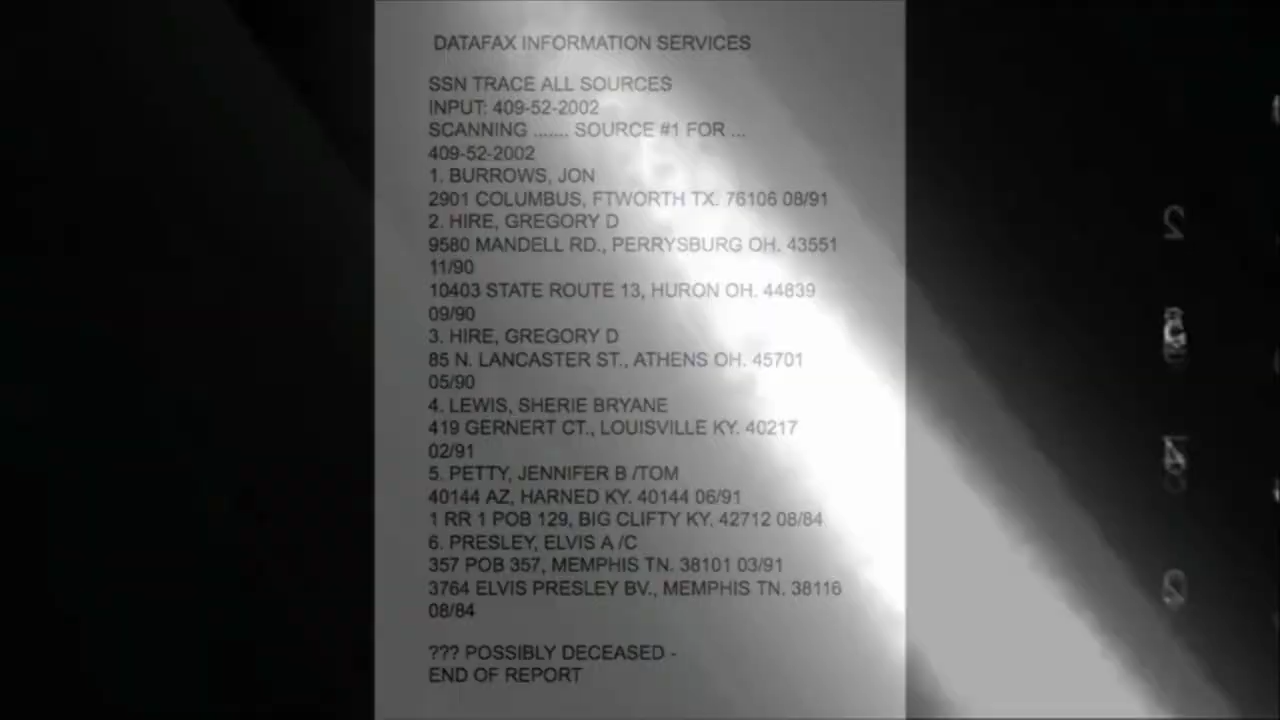 DATAFAX INFORMATION SERVICES
SSN TRACE ALL SOURCES
INPUT: 409-52-2002
SCANNING ....... SOURCE #1 FOR ...
409-52-2002
1. BURROWS, JON
2901 COLUMBUS, FTWORTH TX. 76106 08/91
2. HIRE, GREGORY D
9580 MANDELL RD., PERRYSBURG OH. 43551
11/90
10403 STATE ROUTE 13, HURON OH. 44839
09/90
3. HIRE, GREGORY D
85 N. LANCASTER ST., ATHENS OH. 45701
05/90
4. LEWIS, SHERIE BRYANE
419 GERNERT CT., LOUISVILLE KY. 40217
02/91
5. PETTY, JENNIFER B /TOM
40144 AZ, HARNED KY. 40144 06/91
1 RR 1 POB 129, BIG CLIFTY KY. 42712 08/84
6. PRESLEY, ELVIS A /C
357 POB 357, MEMPHIS TN. 38101 03/91
3764 ELVIS PRESLEY BV., MEMPHIS TN. 38116
08/84
??? POSSIBLY DECEASED -
END OF REPORT